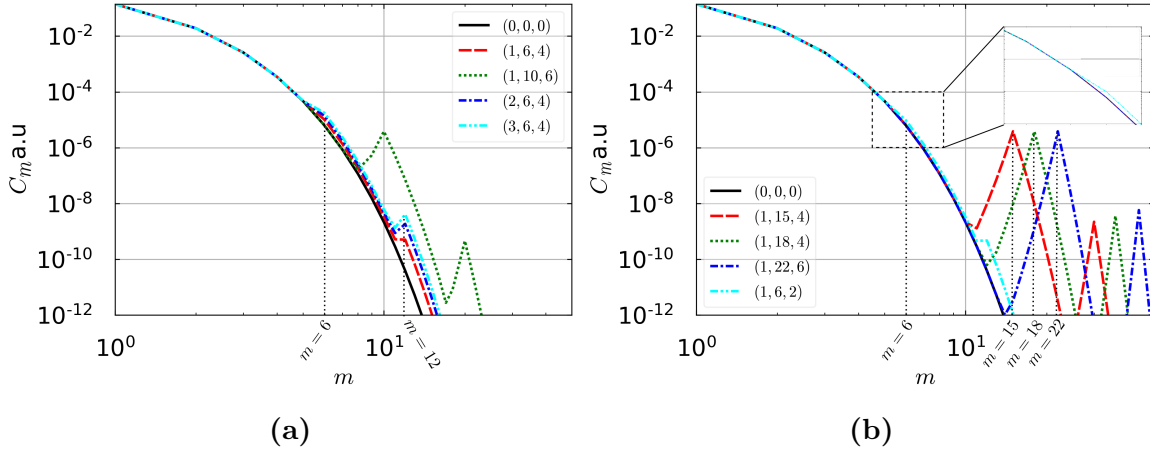 10^{-2}
10^{-4}
10^{-6}
10^{-8}
10^{-10}
10^{-12}
C_m a.u
(0, 0, 0)
(1, 6, 4)
(1, 10, 6)
(2, 6, 4)
(3, 6, 4)
10^0
m = 6
10^1
m = 12
m
(a)
10^{-2}
10^{-4}
10^{-6}
10^{-8}
10^{-10}
10^{-12}
C_m a.u
(0, 0, 0)
(1, 15, 4)
(1, 18, 4)
(1, 22, 6)
(1, 6, 2)
10^0
m = 6
10^1
m = 15
m = 18
m = 22
m
(b)